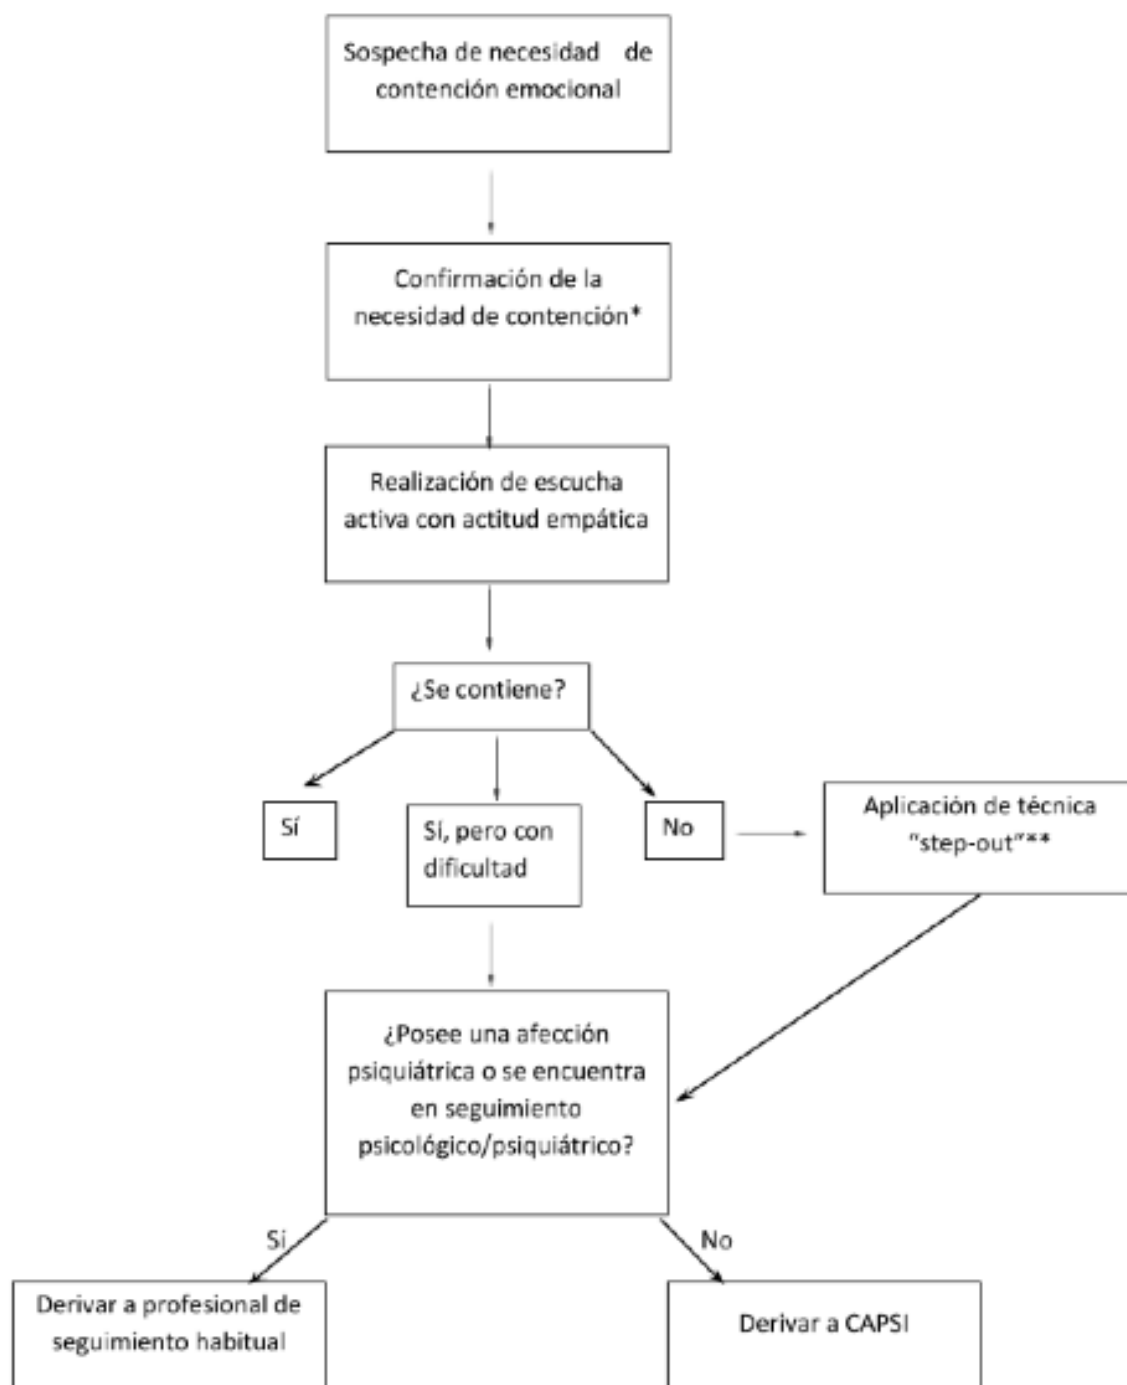 Sospecha de necesidad de
contención emocional
Confirmación de la
necesidad de contención*
Realización de escucha
activa con actitud empática
¿Se contiene?
Sí
Sí, pero con
dificultad
No
Aplicación de técnica
"step-out"**
¿Posee una afección
psiquiátrica o se encuentra
en seguimiento
psicológico/psiquiátrico?
Si
No
Derivar a profesional de
seguimiento habitual
Derivar a CAPSI